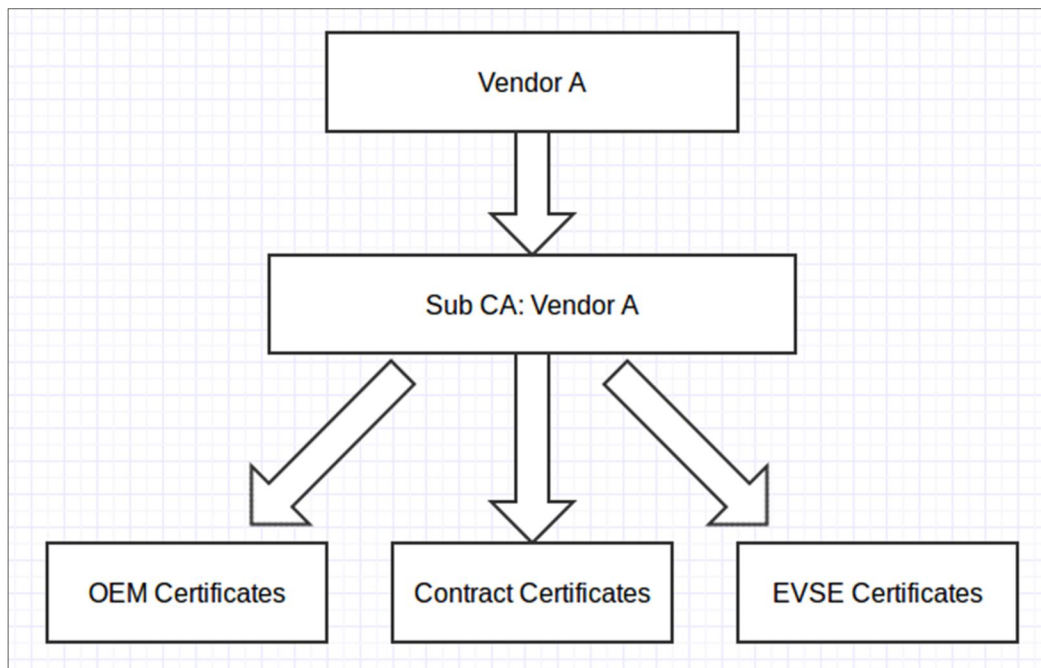 Vendor A
Sub CA: Vendor A
OEM Certificates
Contract Certificates
EVSE Certificates